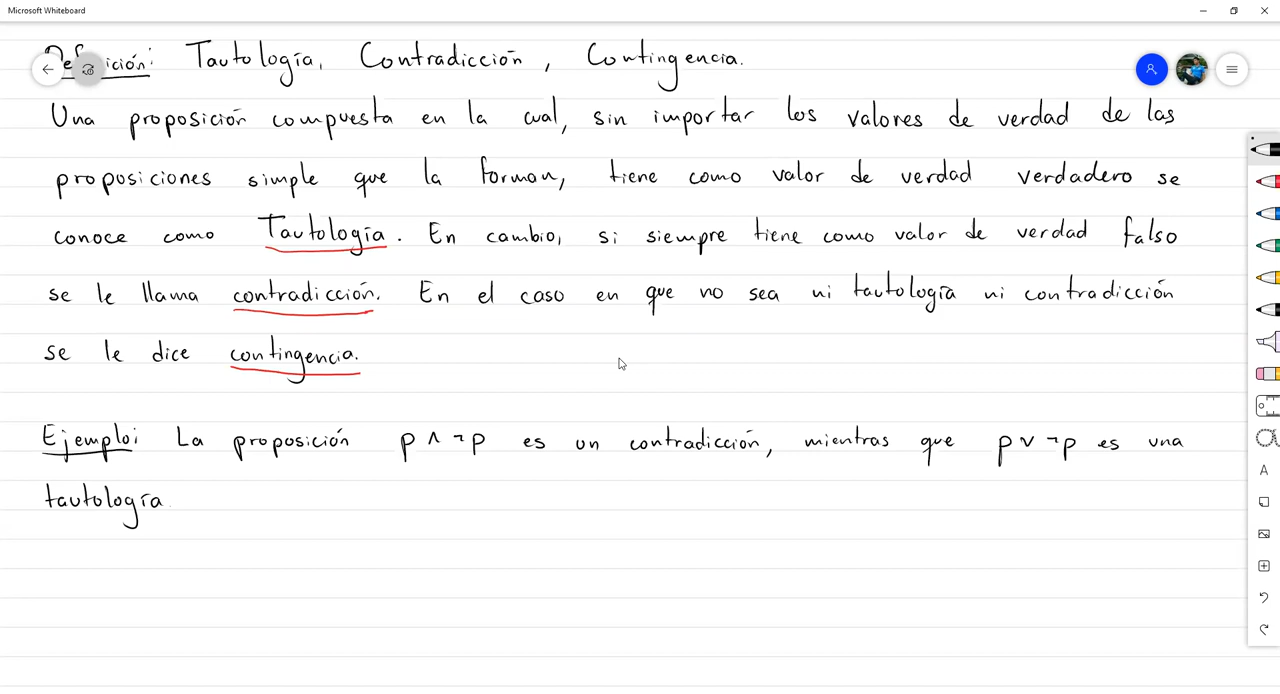 Microsoft Whiteboard
Definición: Tautología, Contradicción, Contingencia.
Una proposición compuesta en la cual, sin importar los valores de verdad de las
proposiciones simple que la forman, tiene como valor de verdad verdadero se
conoce como Tautología. En cambio, si siempre tiene como valor de verdad falso
se le llama contradicción. En el caso en que no sea ni tautología ni contradicción
se le dice contingencia.
Ejemplo: La proposición p ∧ ¬p es un contradicción, mientras que p ∨ ¬p es una
tautología.
A